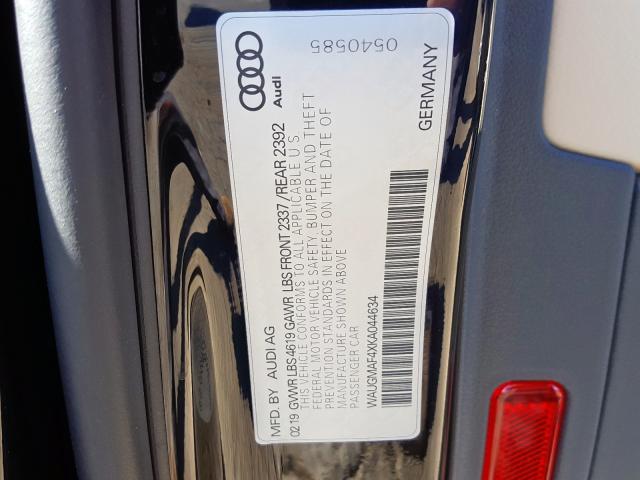 MFD. BY AUDI AG
Audi
0219 GVWR LBS 4619 GAWR LBS FRONT 2337/REAR 2392
THIS VEHICLE CONFORMS TO ALL APPLICABLE U S
FEDERAL MOTOR VEHICLE SAFETY, BUMPER AND THEFT
PREVENTION STANDARDS IN EFFECT ON THE DATE OF
MANUFACTURE SHOWN ABOVE
PASSENGER CAR
0540585
WAUGMAF4XKA044634
GERMANY